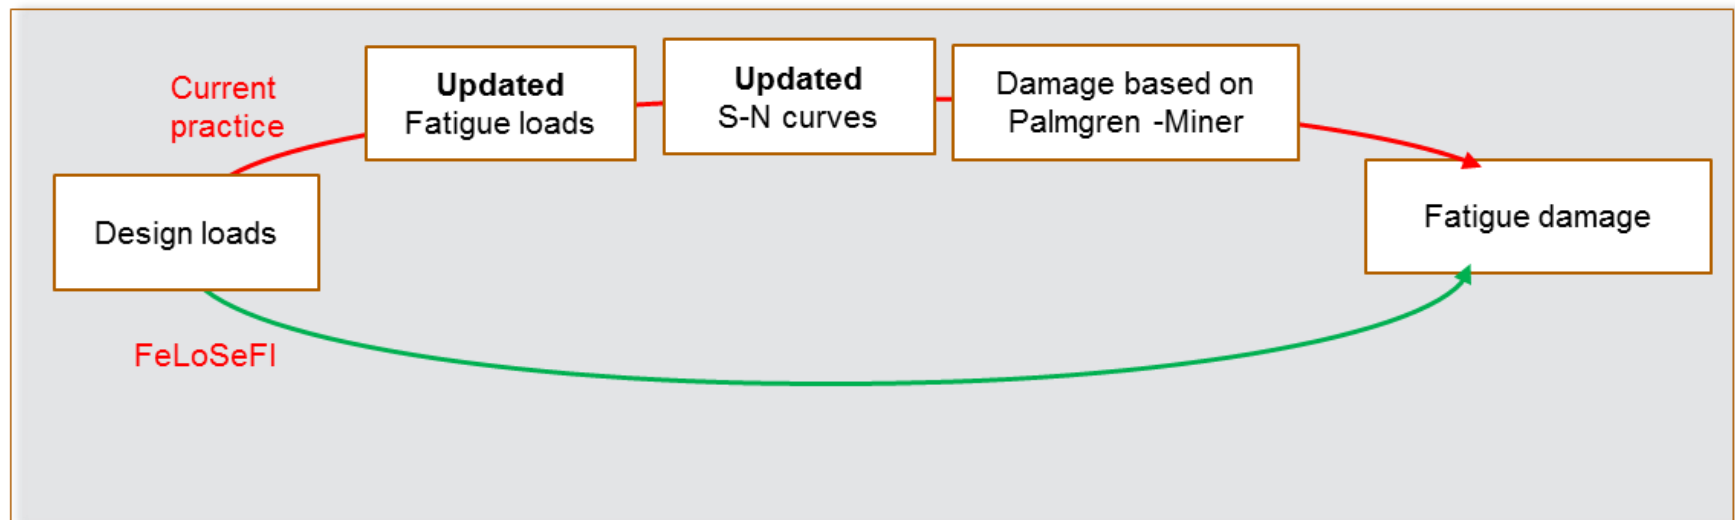 Current
practice
Updated
Fatigue loads
Updated
S-N curves
Damage based on
Palmgren -Miner
Design loads
Fatigue damage
FeLoSeFI